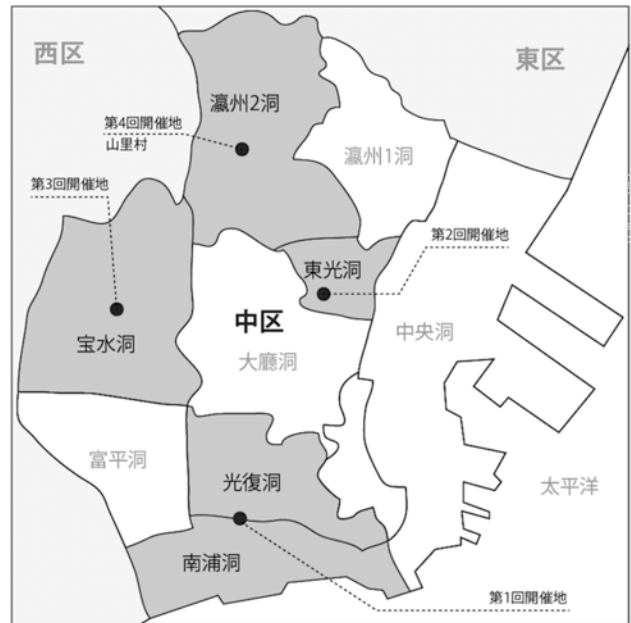 西区
東区
瀛州2洞
第4回開催地
山里村
瀛州1洞
第3回開催地
第2回開催地
東光洞
中区
中央洞
宝水洞
大廳洞
富平洞
光復洞
太平洋
南浦洞
第1回開催地